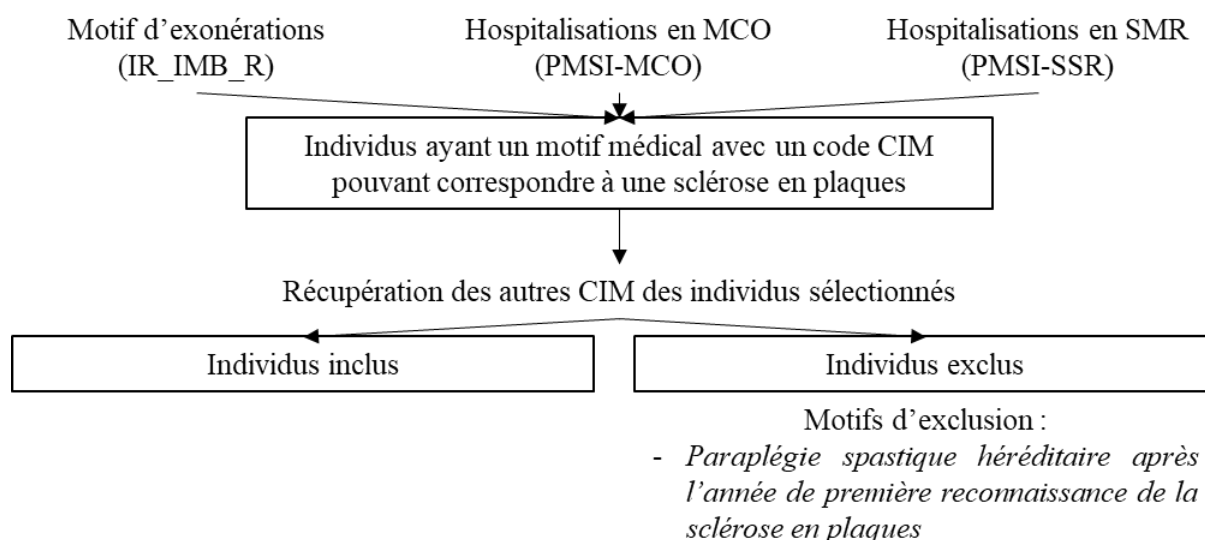 Motif d'exonérations
(IR_IMB_R)
Hospitalisations en MCO
(PMSI-MCO)
Hospitalisations en SMR
(PMSI-SSR)
Individus ayant un motif médical avec un code CIM
pouvant correspondre à une sclérose en plaques
Récupération des autres CIM des individus sélectionnés
Individus inclus
Individus exclus
Motifs d'exclusion :
- Paraplégie spastique héréditaire après
l'année de première reconnaissance de la
sclérose en plaques